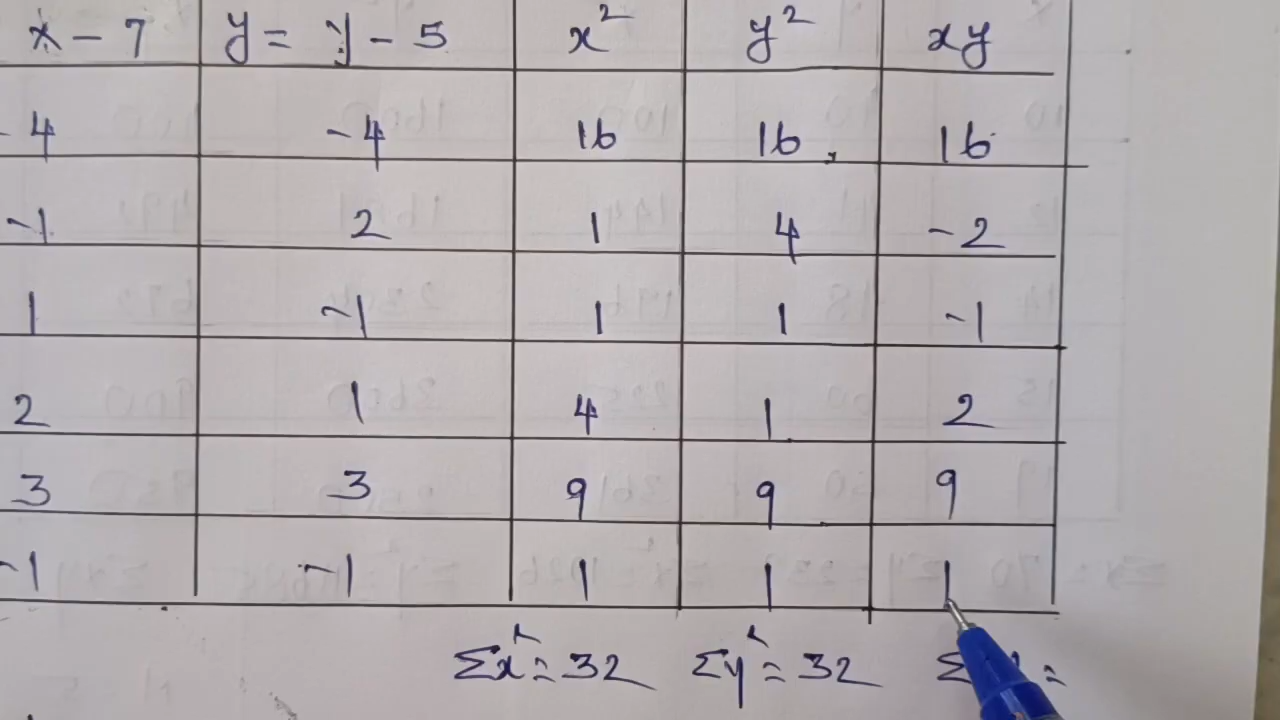 x - 7 y = y - 5 x² y² xy
-4 -4 16 16 16
-1 2 1 4 -2
1 -1 1 1 -1
2 1 4 1 2
3 3 9 9 9
-1 -1 1 1 1
Σx² = 32 Σy² = 32 Σ =